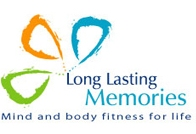 Long Lasting
Memories
Mind and body fitness for life